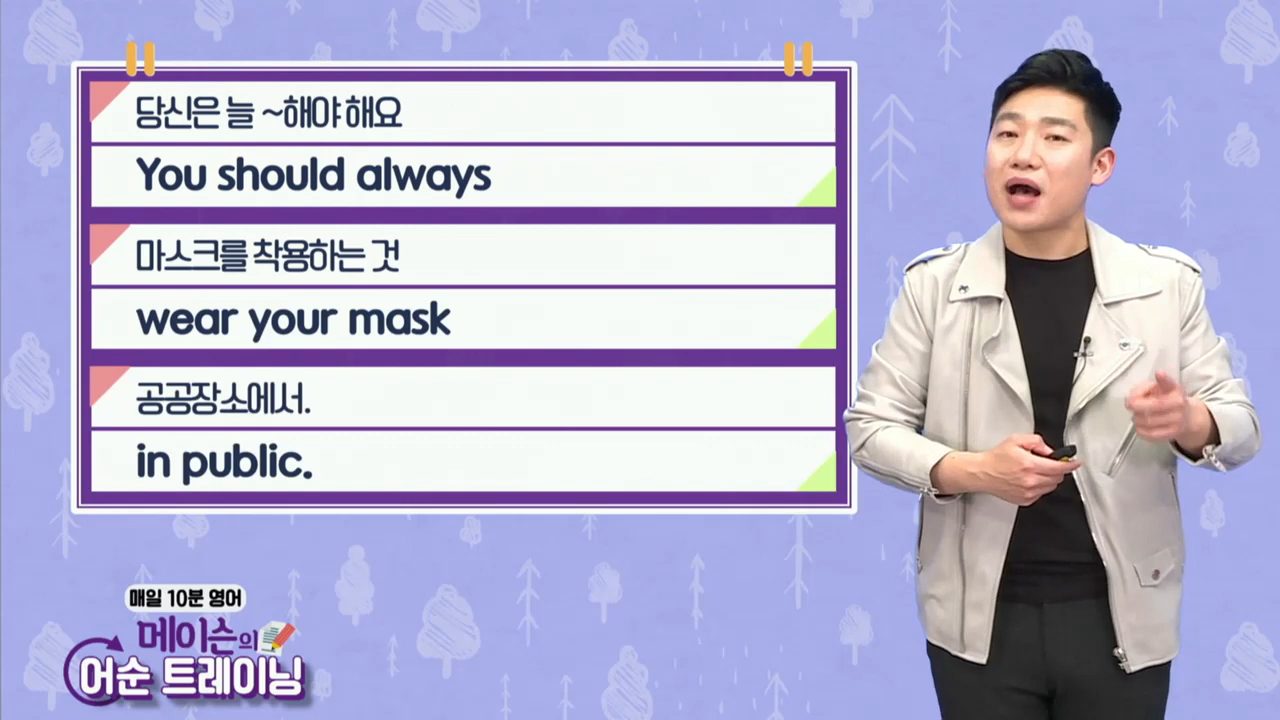 당신은 늘 ~해야 해요
You should always
마스크를 착용하는 것
wear your mask
공공장소에서.
in public.
매일 10분 영어
메이슨의
어순 트레이닝